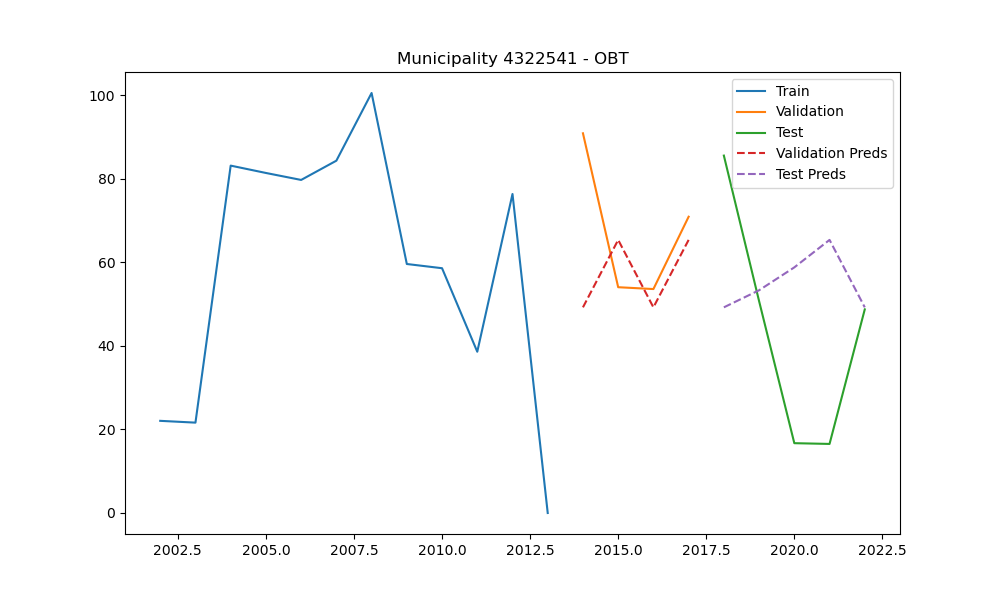 Municipality 4322541 - OBT
Train
Validation
Test
Validation Preds
Test Preds
100
80
60
40
20
0
2002.5 2005.0 2007.5 2010.0 2012.5 2015.0 2017.5 2020.0 2022.5